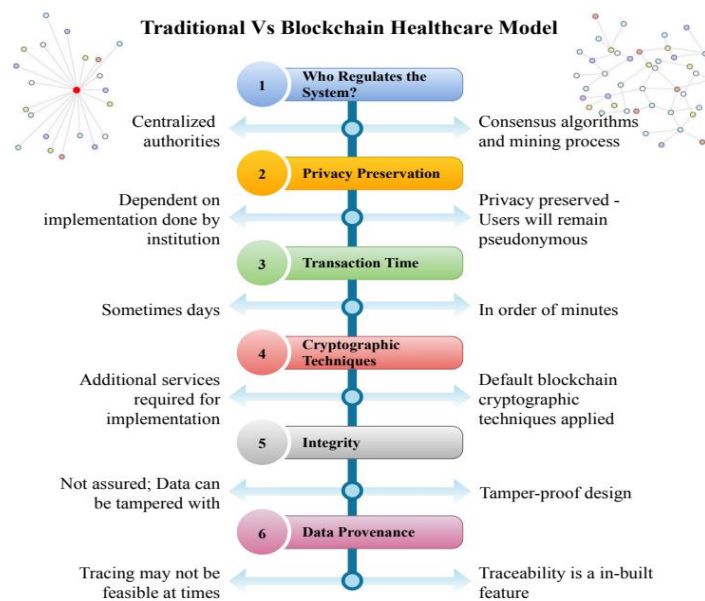 Traditional Vs Blockchain Healthcare Model
1
Who Regulates the
System?
Centralized
authorities
Consensus algorithms
and mining process
2
Privacy Preservation
Dependent on
implementation done by
institution
Privacy preserved -
Users will remain
pseudonymous
3
Transaction Time
Sometimes days
In order of minutes
4
Cryptographic
Techniques
Additional services
required for
implementation
Default blockchain
cryptographic
techniques applied
5
Integrity
Not assured; Data can
be tampered with
Tamper-proof design
6
Data Provenance
Tracing may not be
feasible at times
Traceability is a in-built
feature